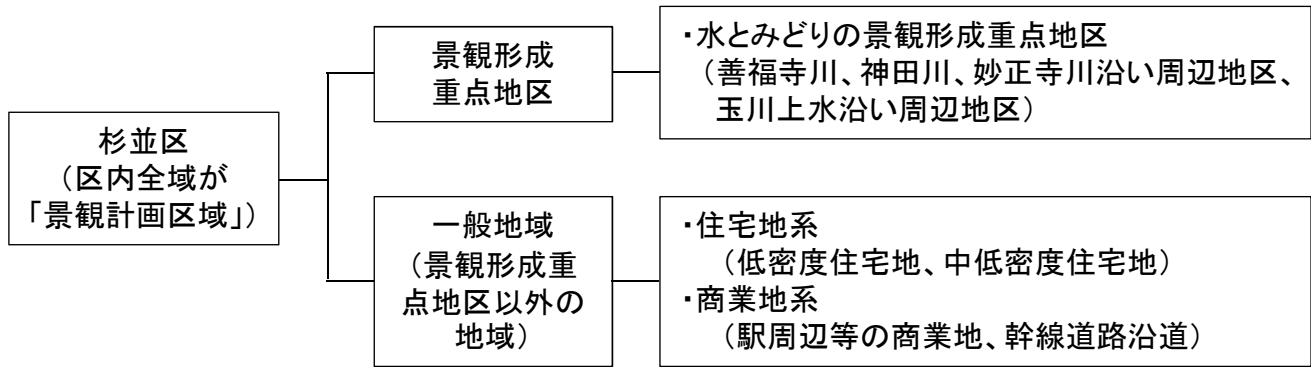 杉並区
（区内全域が
「景観計画区域」）
景観形成
重点地区
・水とみどりの景観形成重点地区
（善福寺川、神田川、妙正寺川沿い周辺地区、
玉川上水沿い周辺地区）
一般地域
（景観形成重
点地区以外の
地域）
・住宅地系
（低密度住宅地、中低密度住宅地）
・商業地系
（駅周辺等の商業地、幹線道路沿道）